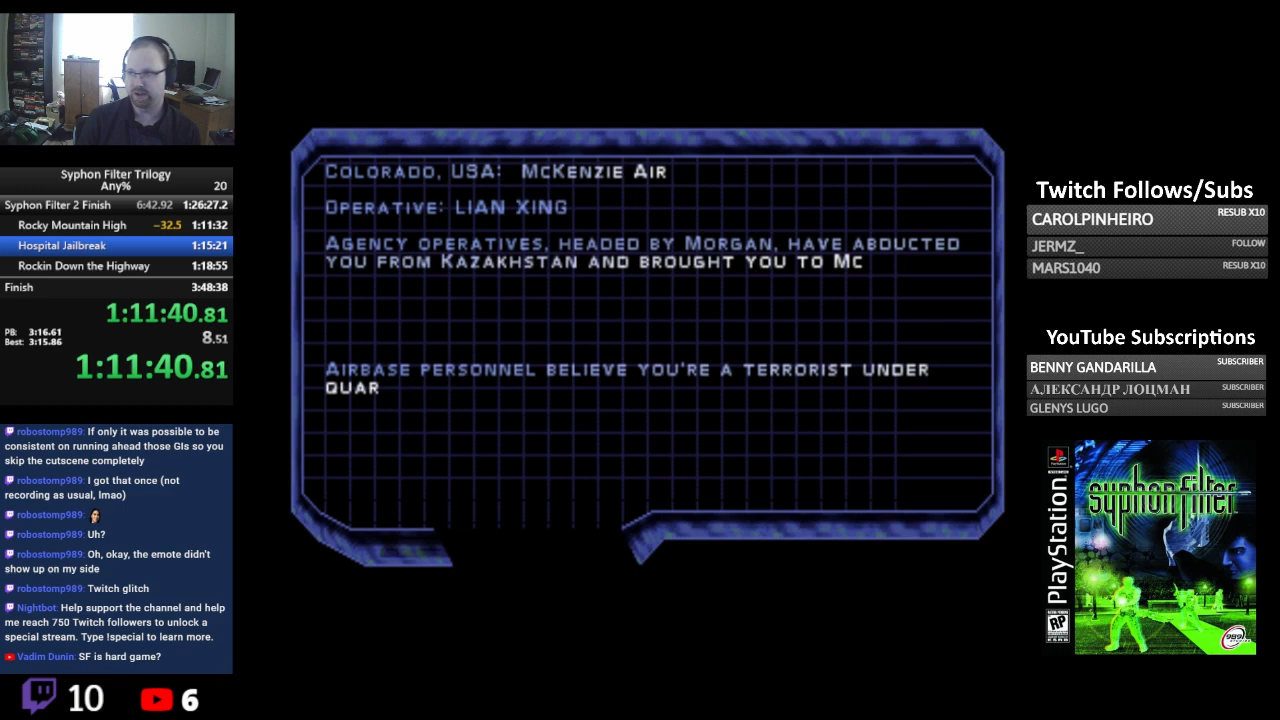 Syphon Filter Trilogy
Any%
20
Syphon Filter 2 Finish 6:42.92 1:26:27.2
Rocky Mountain High −32.5 1:11:32
Hospital Jailbreak 1:15:21
Rockin Down the Highway 1:18:55
Finish 3:48:38
1:11:40.81
PB: 3:16.61
Best: 3:15.86
8.51
1:11:40.81
robostomp989: If only it was possible to
be consistent on running ahead those GIs so you
skip the cutscene completely
robostomp989: I got that once (not
recording as usual, lmao)
robostomp989:
robostomp989: Uh?
robostomp989: Oh, okay, the emote didn't
show up on my side
robostomp989: Twitch glitch
Nightbot: Help support the channel and help
me reach 750 Twitch followers to unlock a
special stream. Type !special to learn more.
Vadim Dunin: SF is hard game?
10
6
Colorado, USA: McKenzie Air
Operative: LIAN XING
Agency operatives, headed by Morgan, have abducted
you from Kazakhstan and brought you to Mc
Airbase personnel believe you're a terrorist under
quar
Twitch Follows/Subs
CAROLPINHEIRO RESUB X10
JERMZ_ FOLLOW
MARS1040 RESUB X10
YouTube Subscriptions
BENNY GANDARILLA SUBSCRIBER
АЛЕКСАНДР ЛОЦМАН SUBSCRIBER
GLENYS LUGO SUBSCRIBER
PlayStation
syphon filter
RP
989